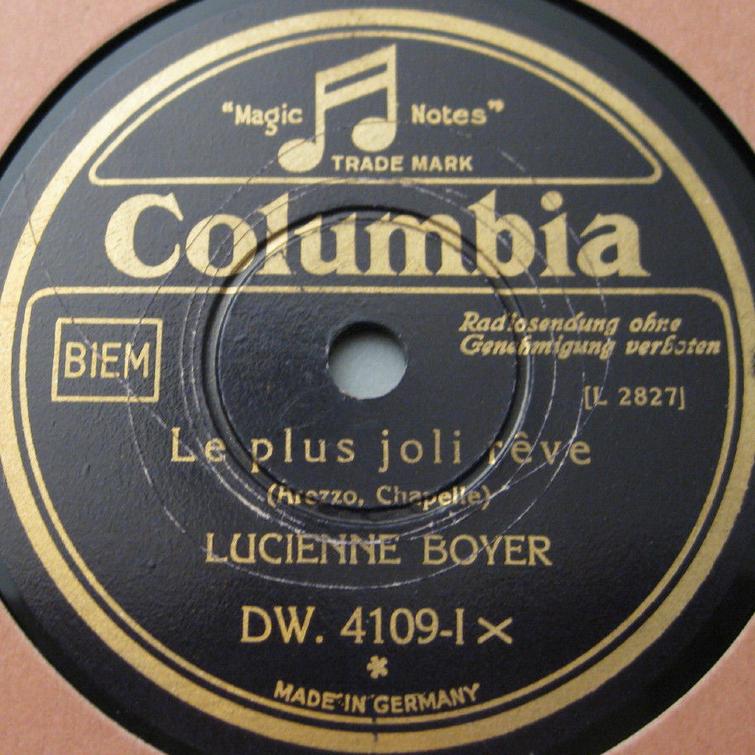 "Magic Notes"
TRADE MARK
Columbia
BIEM
Radiosendung ohne
Genehmigung verboten
[L 2827]
Le plus joli rêve
(Arezzo, Chapelle)
LUCIENNE BOYER
DW. 4109-1 ×
*
MADE IN GERMANY